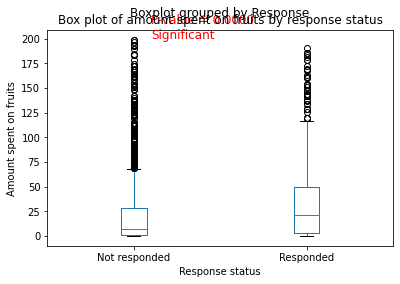 Boxplot grouped by Response
Box plot of amount spent on fruits by response status
Significant
Amount spent on fruits
200
175
150
125
100
75
50
25
0
Not responded
Responded
Response status